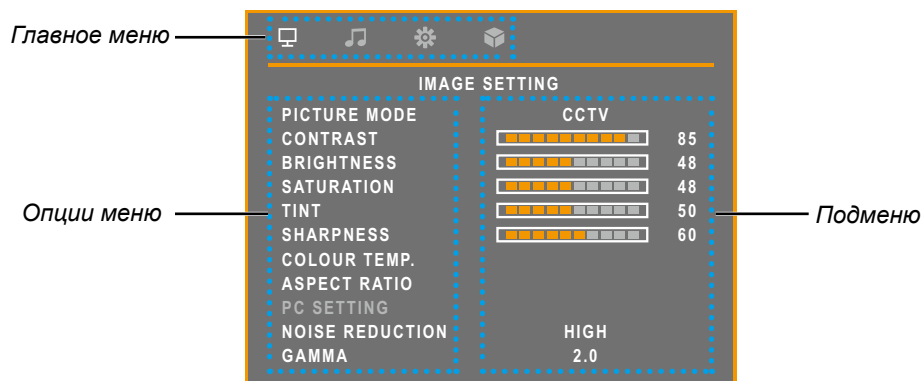 Главное меню
IMAGE SETTING
PICTURE MODE CCTV
CONTRAST 85
BRIGHTNESS 48
SATURATION 48
Опции меню
TINT 50
Подменю
SHARPNESS 60
COLOUR TEMP.
ASPECT RATIO
PC SETTING
NOISE REDUCTION HIGH
GAMMA 2.0